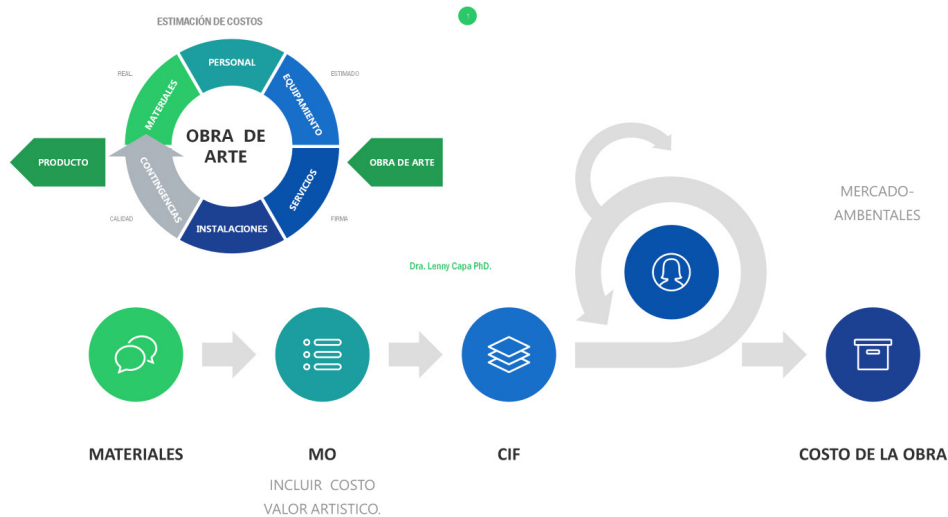 ESTIMACIÓN DE COSTOS
1
REAL.
PERSONAL
ESTIMADO
MATERIALES
EQUIPAMIENTO
OBRA DE
ARTE
PRODUCTO
OBRA DE ARTE
CONTINGENCIAS
SERVICIOS
CALIDAD
INSTALACIONES
FIRMA
MERCADO-
AMBENTALES
Dra. Lenny Capa PhD.
MATERIALES
MO
CIF
COSTO DE LA OBRA
INCLUIR COSTO
VALOR ARTISTICO.